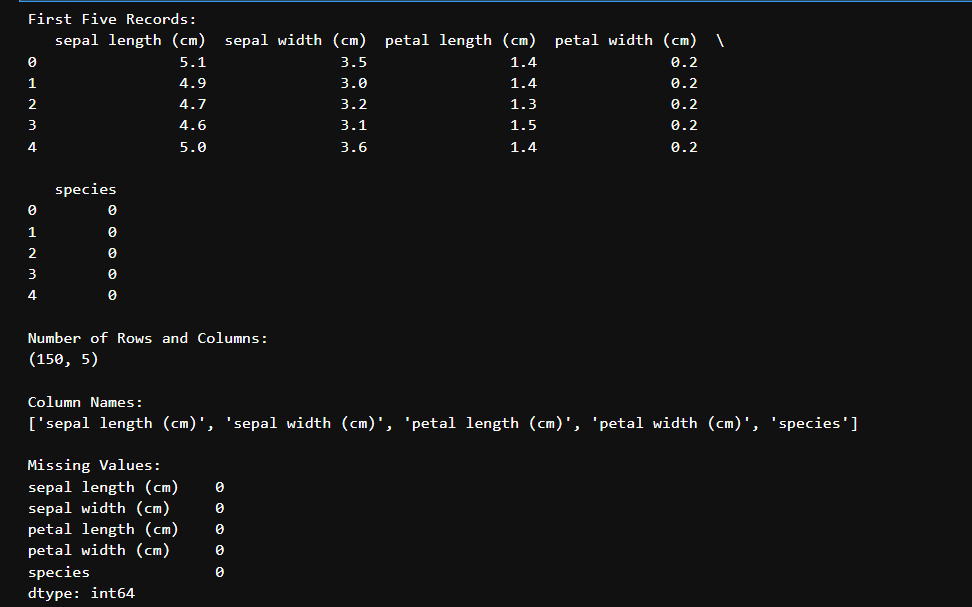 First Five Records:
   sepal length (cm)  sepal width (cm)  petal length (cm)  petal width (cm)  \
0                5.1               3.5                1.4               0.2
1                4.9               3.0                1.4               0.2
2                4.7               3.2                1.3               0.2
3                4.6               3.1                1.5               0.2
4                5.0               3.6                1.4               0.2

   species
0        0
1        0
2        0
3        0
4        0

Number of Rows and Columns:
(150, 5)

Column Names:
['sepal length (cm)', 'sepal width (cm)', 'petal length (cm)', 'petal width (cm)', 'species']

Missing Values:
sepal length (cm)    0
sepal width (cm)     0
petal length (cm)    0
petal width (cm)     0
species              0
dtype: int64